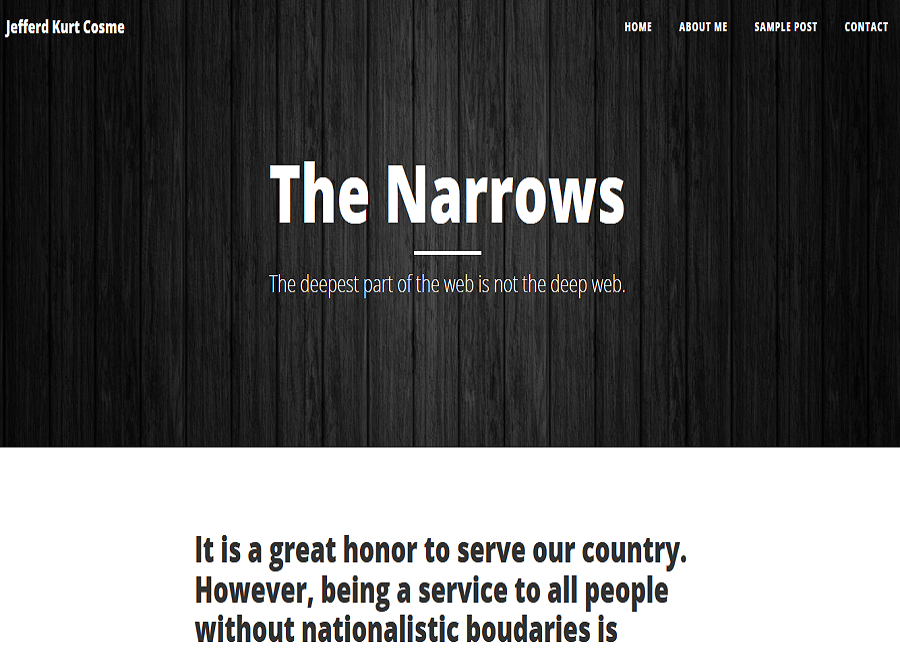 Jefferd Kurt Cosme
HOME ABOUT ME SAMPLE POST CONTACT
The Narrows
The deepest part of the web is not the deep web.
It is a great honor to serve our country.
However, being a service to all people
without nationalistic boudaries is